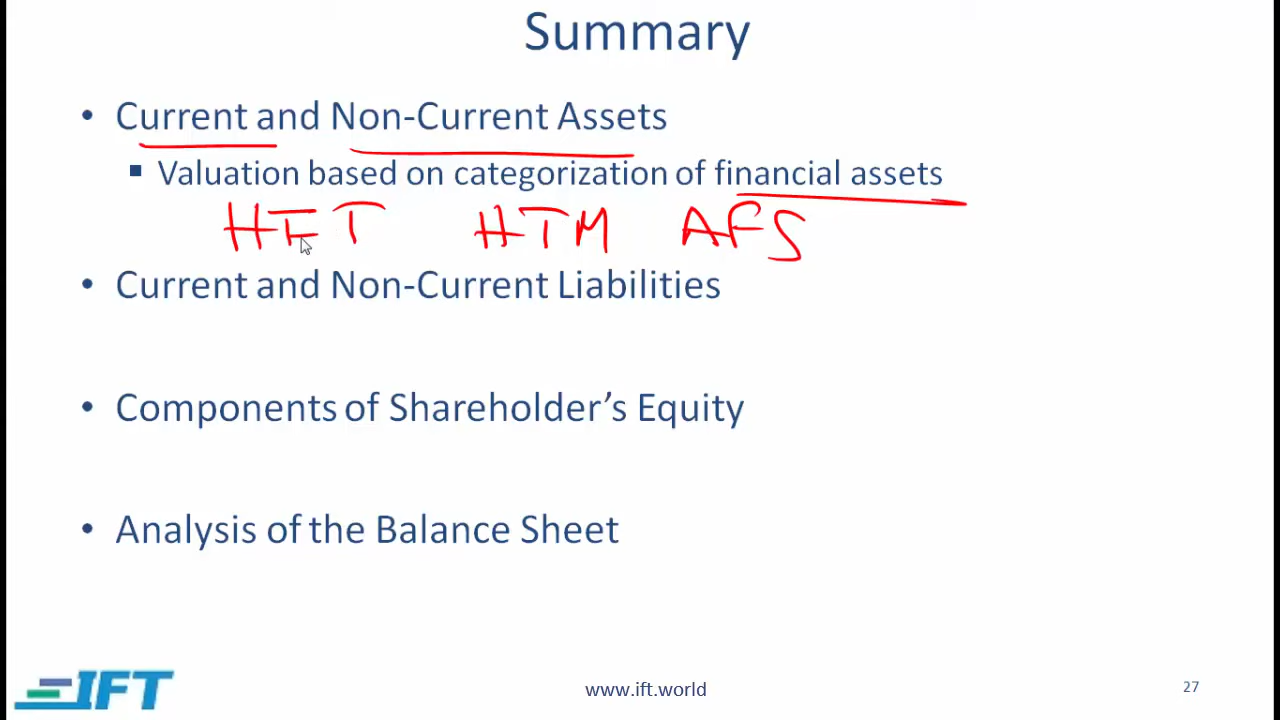 Summary
• Current and Non-Current Assets
▪ Valuation based on categorization of financial assets
HFT HTM AFS
• Current and Non-Current Liabilities
• Components of Shareholder’s Equity
• Analysis of the Balance Sheet
IFT
www.ift.world
27